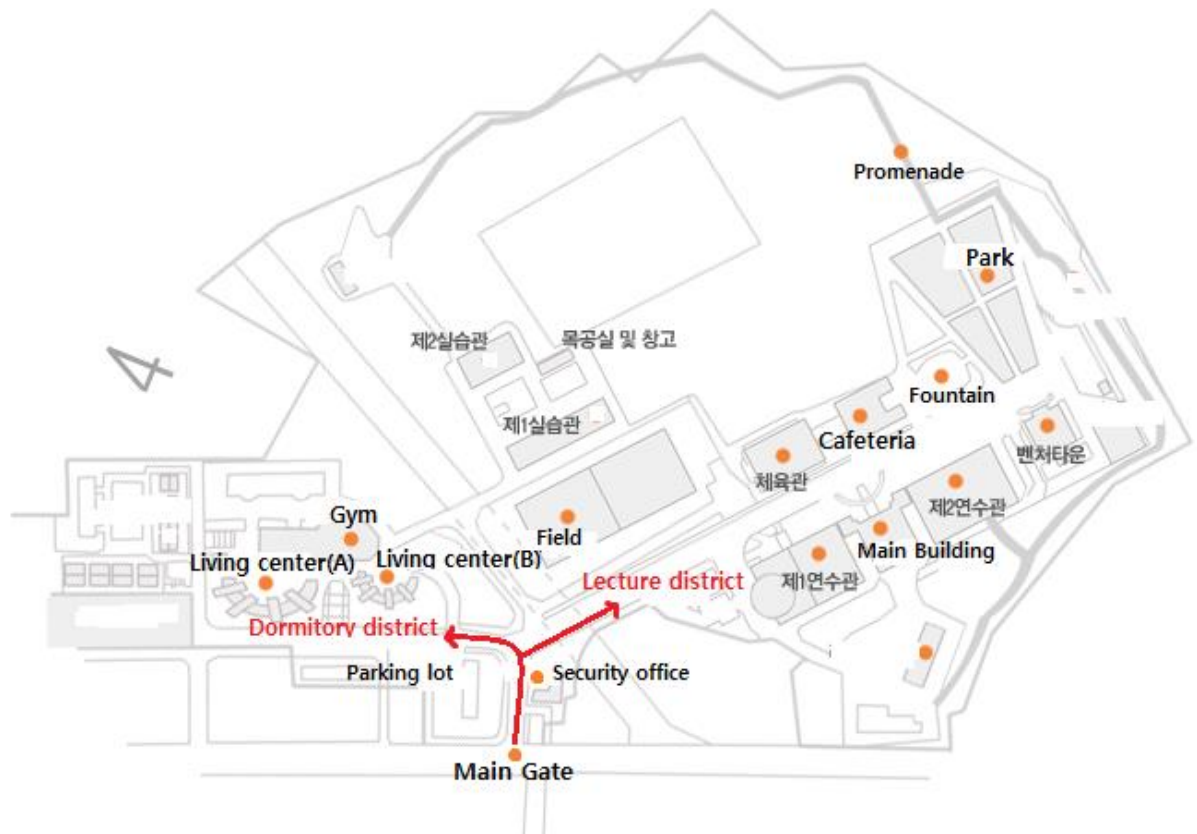 Promenade
Park
제2실습관
목공실 및 창고
Fountain
제1실습관
Cafeteria
체육관
벤처타운
제2연수관
Gym
Field
Main Building
Living center(A)
Living center(B)
Lecture district
제1연수관
Dormitory district
Parking lot
Security office
Main Gate